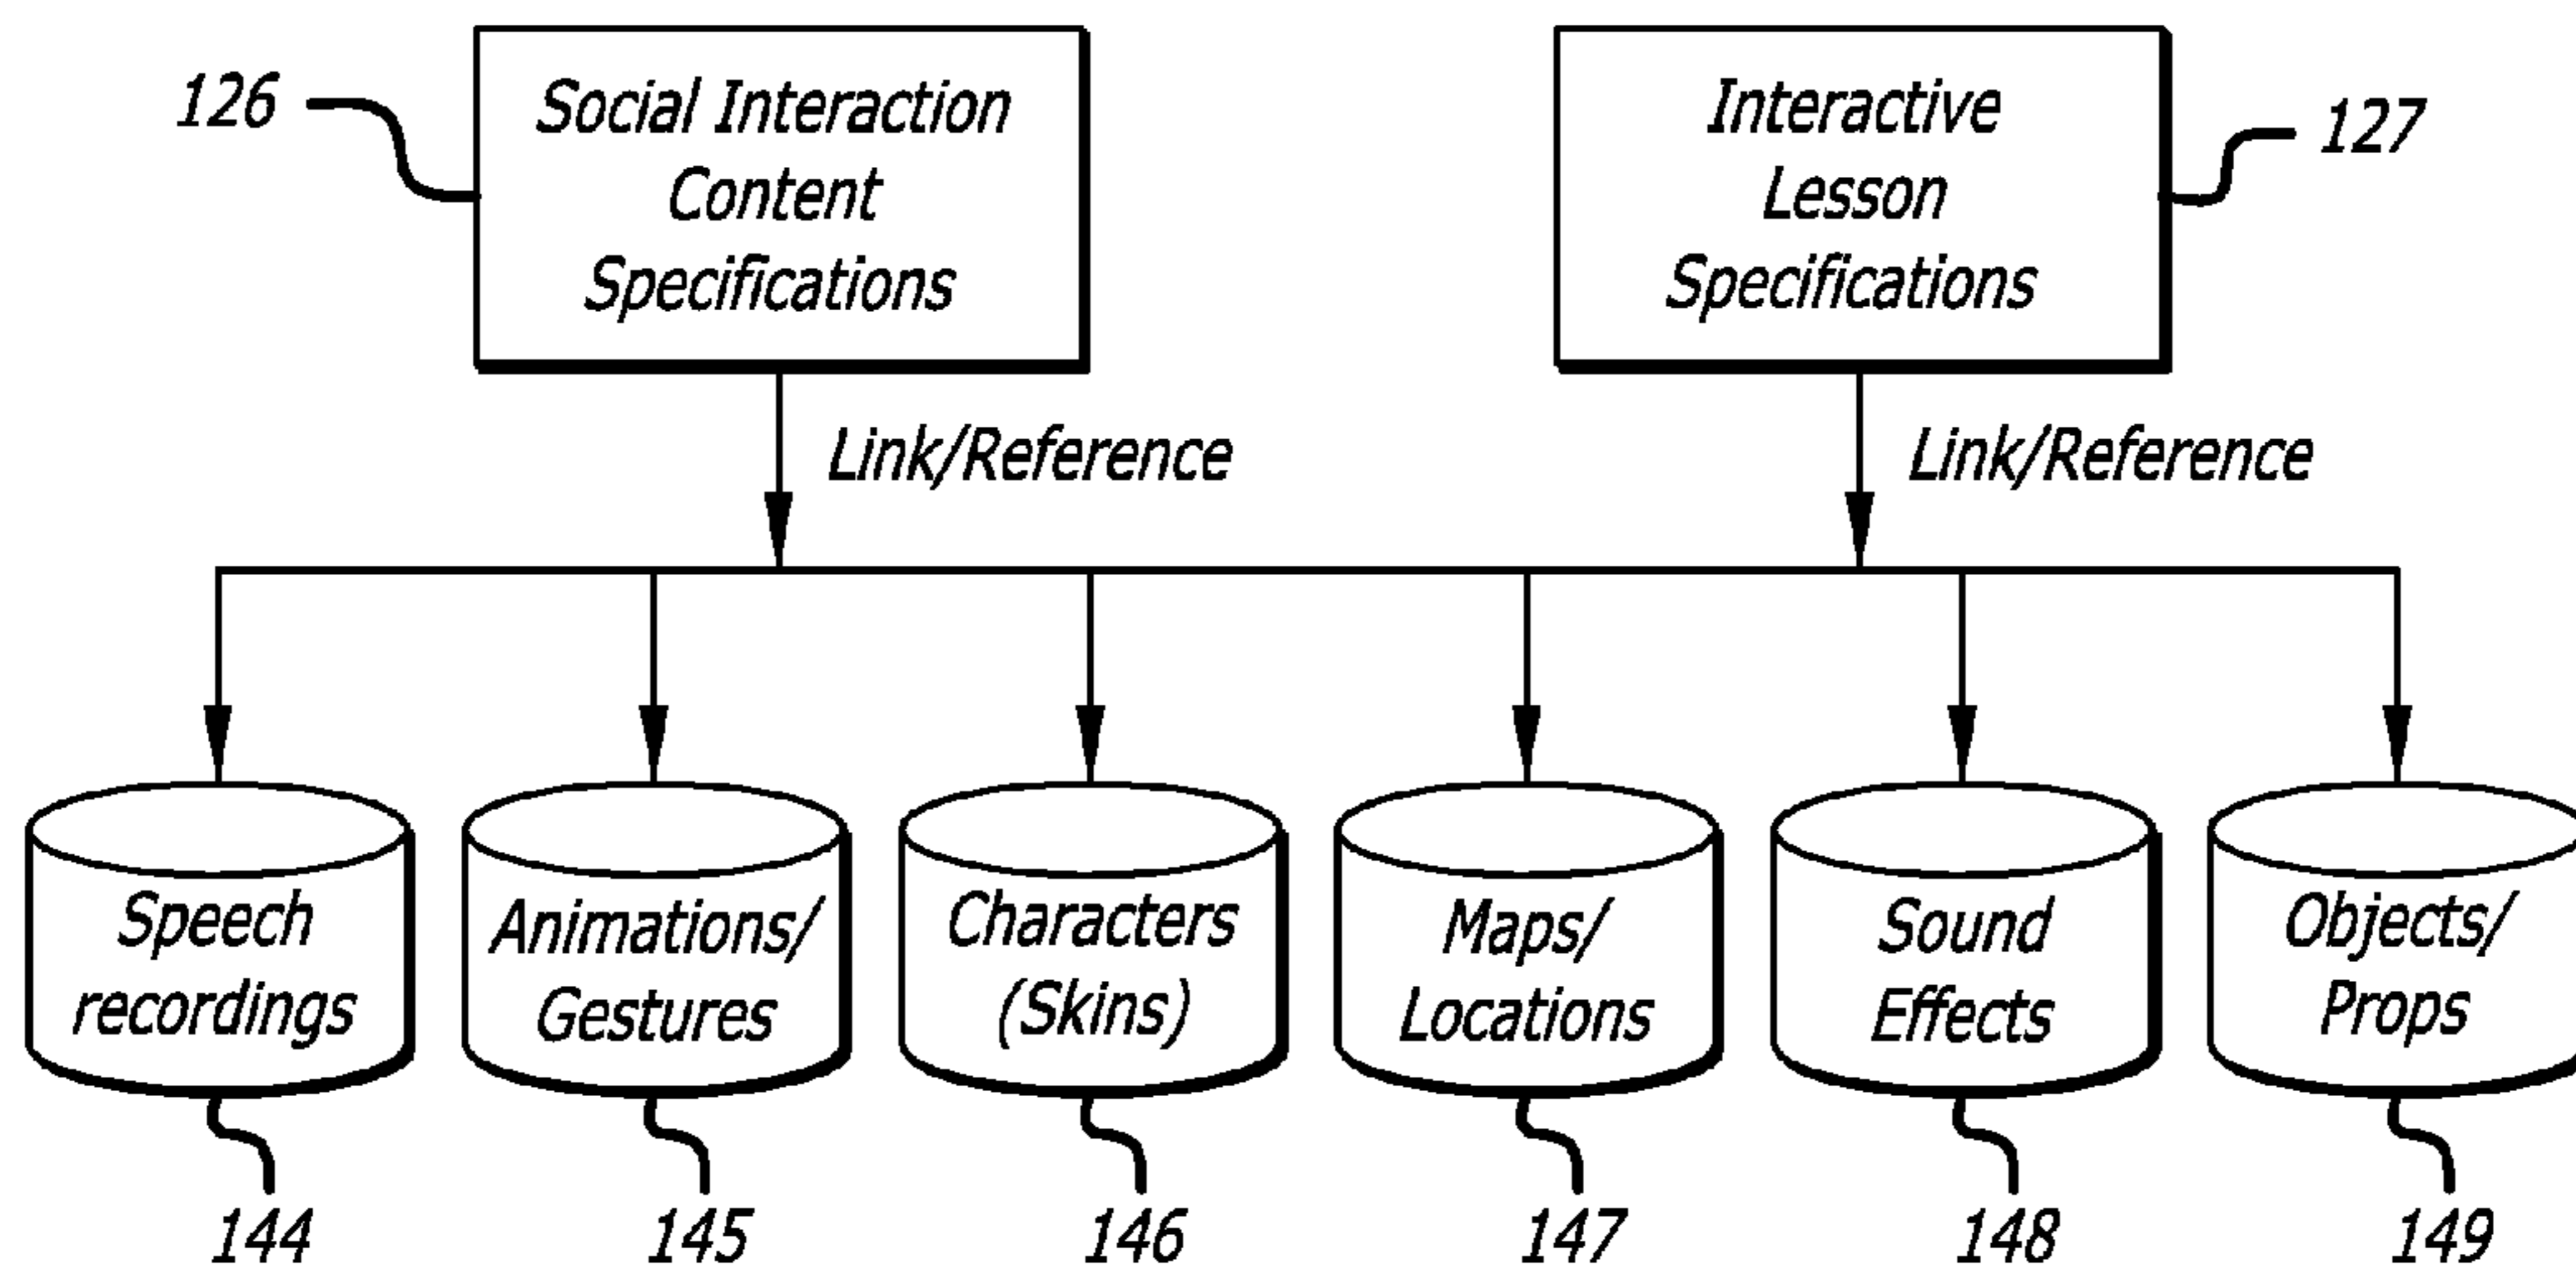 126
Social Interaction
Content
Specifications
Interactive
Lesson
Specifications
127
Link/Reference
Link/Reference
Speech
recordings
Animations/
Gestures
Characters
(Skins)
Maps/
Locations
Sound
Effects
Objects/
Props
144
145
146
147
148
149